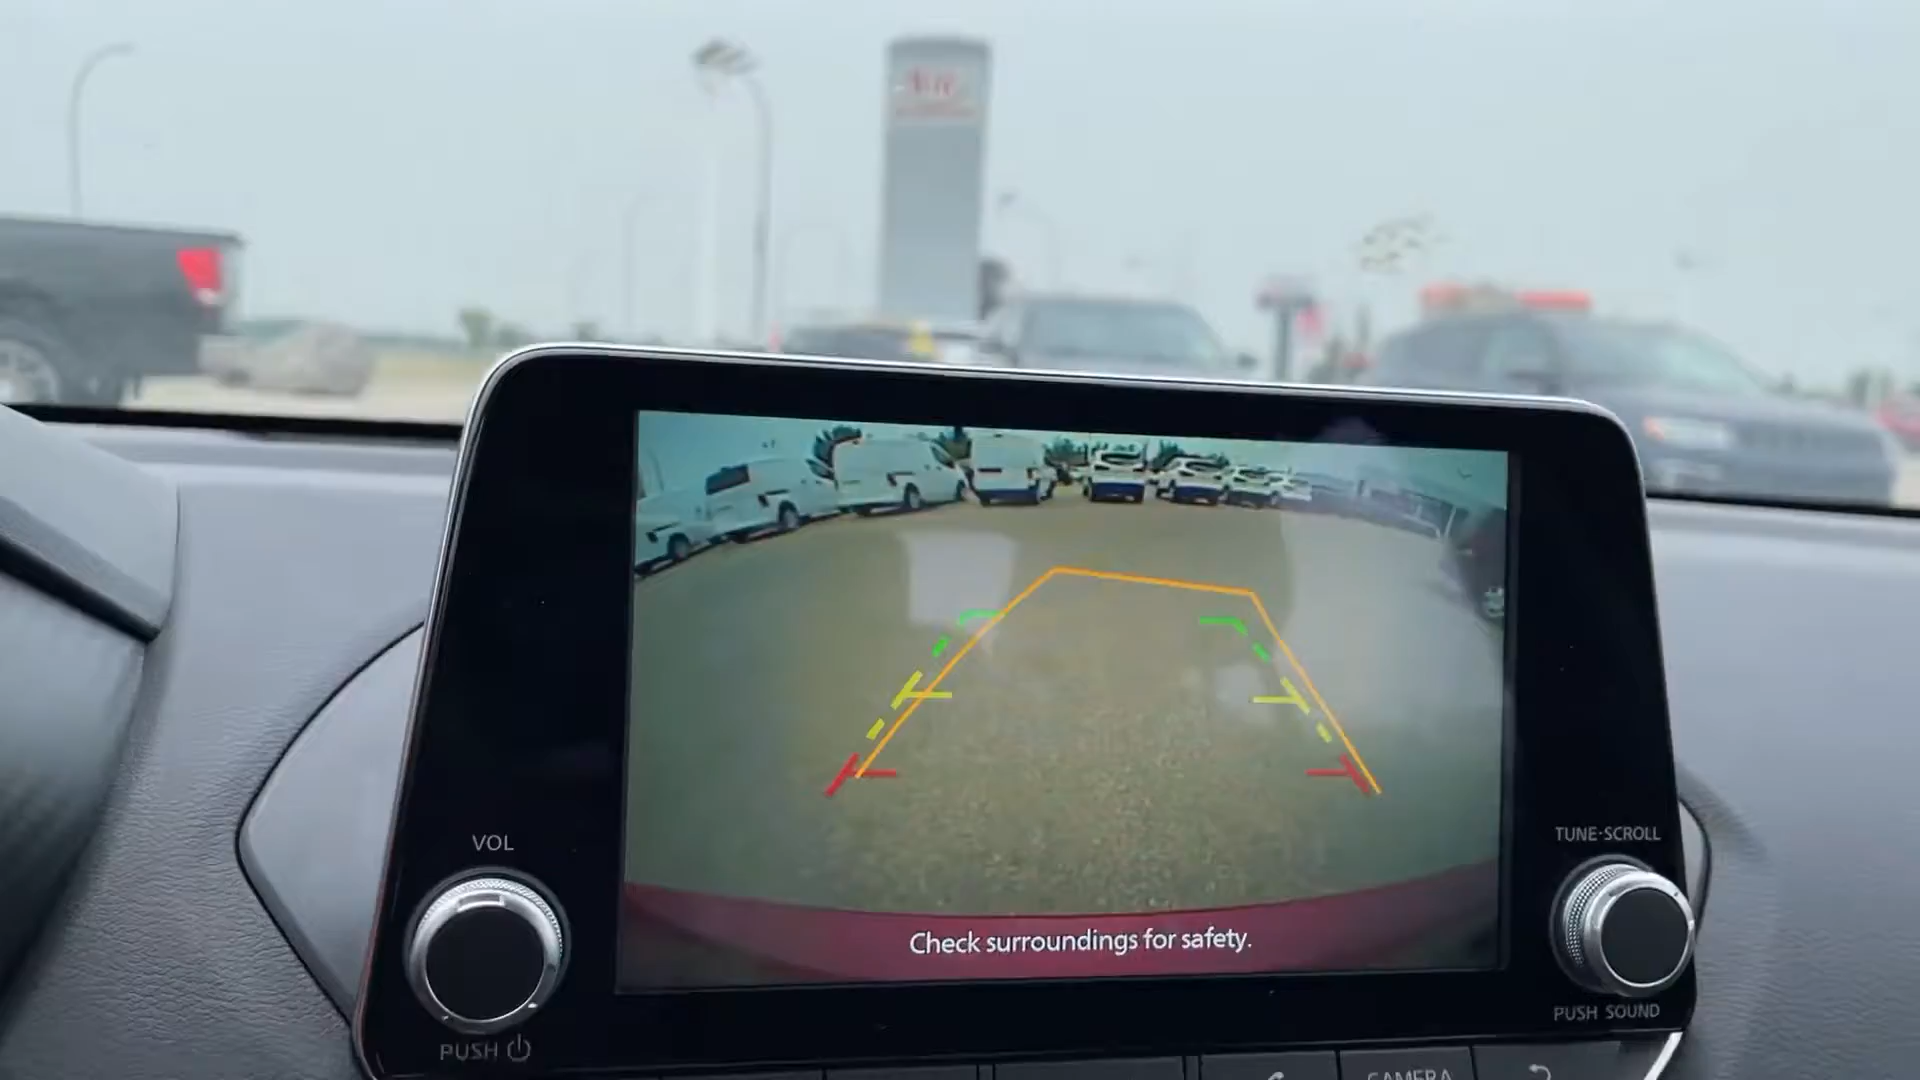 VOL
TUNE·SCROLL
Check surroundings for safety.
PUSH SOUND
PUSH
CAMERA